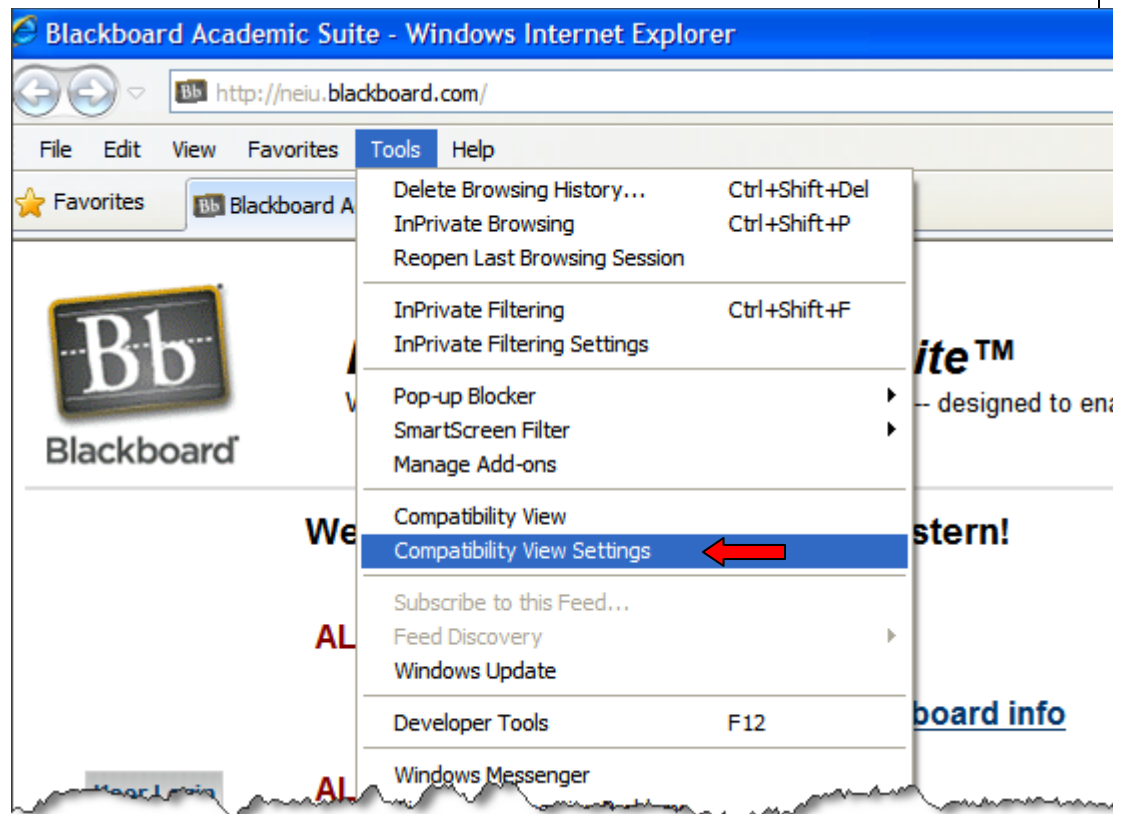 Blackboard Academic Suite - Windows Internet Explorer
Bb http://neiu.blackboard.com/
File Edit View Favorites Tools Help
Favorites Bb Blackboard A
Delete Browsing History... Ctrl+Shift+Del
InPrivate Browsing Ctrl+Shift+P
Reopen Last Browsing Session
InPrivate Filtering Ctrl+Shift+F
InPrivate Filtering Settings
Bb
Blackboard
ite™
Pop-up Blocker
-- designed to ena
SmartScreen Filter
Manage Add-ons
Compatibility View
We stern!
Compatibility View Settings
Subscribe to this Feed...
AL
Feed Discovery
Windows Update
board info
Developer Tools F12
Windows Messenger
User Login
AL